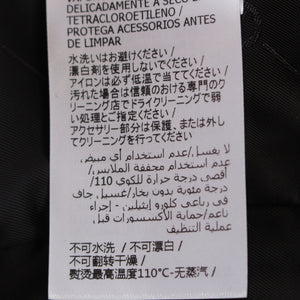 DELICADAMENTE A SECO EM
TETRACLOROETILENO /
PROTEGA ACESSORIOS ANTES
DE LIMPAR
水洗いはお避けください/
漂白剤を使用しないでください/
アイロンは必ず低温で当ててください/
汚れた場合は信頼のおける専門のク
リーニング店でドライクリーニングで弱
い処理とご指定ください/
アクセサリー部分は保護、または外し
てクリーニングを行ってください
لا يغسل/عدم استخدام أي مبيض/
عدم استخدام مجففة الملابس/
أقصى درجة حرارة للكوي 110/
درجة مئوية بدون بخار/غسيل جاف
في رباعي كلورو إيثيلين - إجراء
ناعم/حماية الأكسسورات قبل
عملية التنظيف
不可水洗 / 不可漂白 /
不可翻转干燥 /
熨烫最高温度110℃-无蒸汽 /